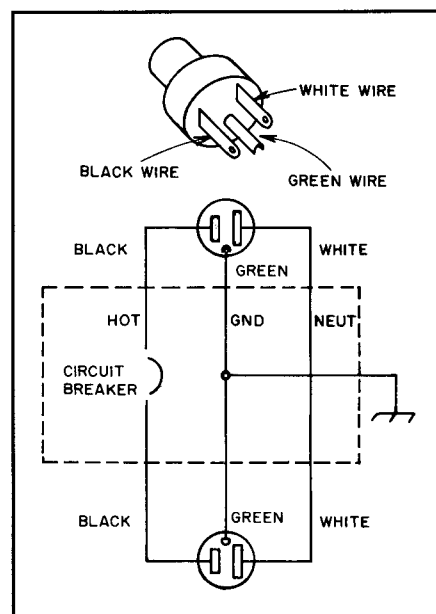 WHITE WIRE
BLACK WIRE
GREEN WIRE
BLACK
WHITE
GREEN
HOT
GND
NEUT
CIRCUIT
BREAKER
BLACK
GREEN
WHITE